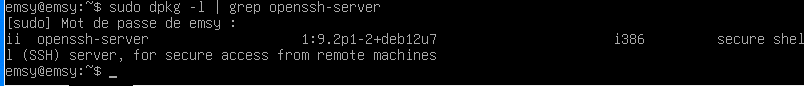 emsy@emsy:~$ sudo dpkg -l | grep openssh-server
[sudo] Mot de passe de emsy :
ii  openssh-server                 1:9.2p1-2+deb12u7                    i386         secure shel
l (SSH) server, for secure access from remote machines
emsy@emsy:~$ _